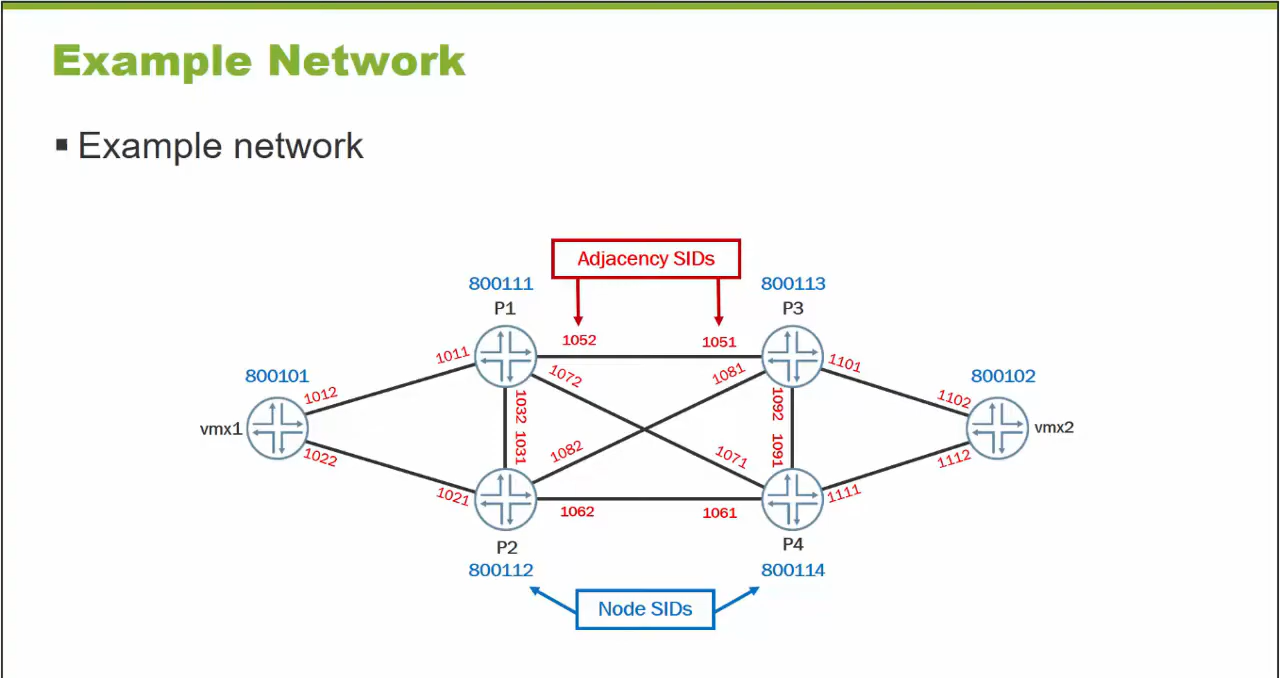 Example Network
▪ Example network
Adjacency SIDs
800111
800113
P1
P3
1052
1051
1011
1101
1072
1081
800101
800102
1012
1102
1032
1092
vmx1
vmx2
1031
1091
1022
1082
1071
1112
1021
1111
1062
1061
P2
P4
800112
800114
Node SIDs